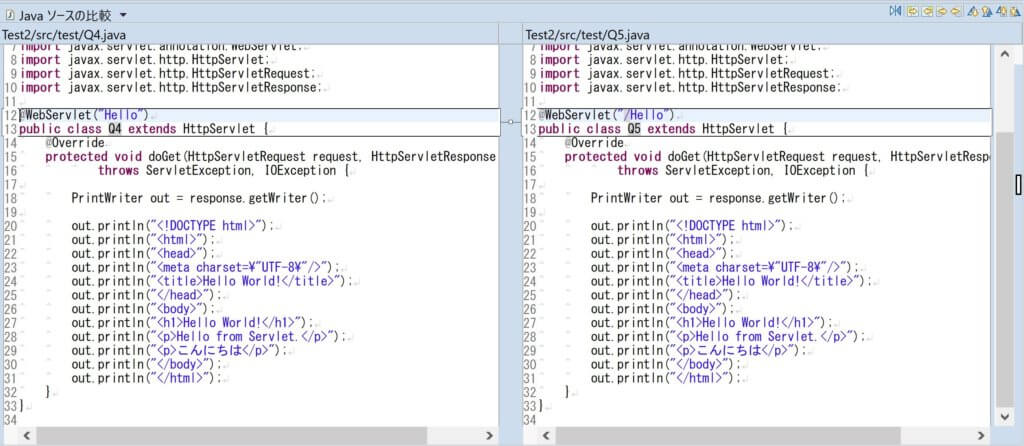 Java ソースの比較
Test2/src/test/Q4.java
7 import javax.servlet.annotation.WebServlet;
8 import javax.servlet.http.HttpServlet;
9 import javax.servlet.http.HttpServletRequest;
10 import javax.servlet.http.HttpServletResponse;
11
12 @WebServlet("Hello")
13 public class Q4 extends HttpServlet {
14 @Override
15 protected void doGet(HttpServletRequest request, HttpServletResponse
16 throws ServletException, IOException {
17
18 PrintWriter out = response.getWriter();
19
20 out.println("<!DOCTYPE html>");
21 out.println("<html>");
22 out.println("<head>");
23 out.println("<meta charset=¥"UTF-8¥"/>");
24 out.println("<title>Hello World!</title>");
25 out.println("</head>");
26 out.println("<body>");
27 out.println("<h1>Hello World!</h1>");
28 out.println("<p>Hello from Servlet.</p>");
29 out.println("<p>こんにちは</p>");
30 out.println("</body>");
31 out.println("</html>");
32 }
33 }
34
Test2/src/test/Q5.java
7 import javax.servlet.annotation.WebServlet;
8 import javax.servlet.http.HttpServlet;
9 import javax.servlet.http.HttpServletRequest;
10 import javax.servlet.http.HttpServletResponse;
11
12 @WebServlet("/Hello")
13 public class Q5 extends HttpServlet {
14 @Override
15 protected void doGet(HttpServletRequest request, HttpServletResp
16 throws ServletException, IOException {
17
18 PrintWriter out = response.getWriter();
19
20 out.println("<!DOCTYPE html>");
21 out.println("<html>");
22 out.println("<head>");
23 out.println("<meta charset=¥"UTF-8¥"/>");
24 out.println("<title>Hello World!</title>");
25 out.println("</head>");
26 out.println("<body>");
27 out.println("<h1>Hello World!</h1>");
28 out.println("<p>Hello from Servlet.</p>");
29 out.println("<p>こんにちは</p>");
30 out.println("</body>");
31 out.println("</html>");
32 }
33 }
34